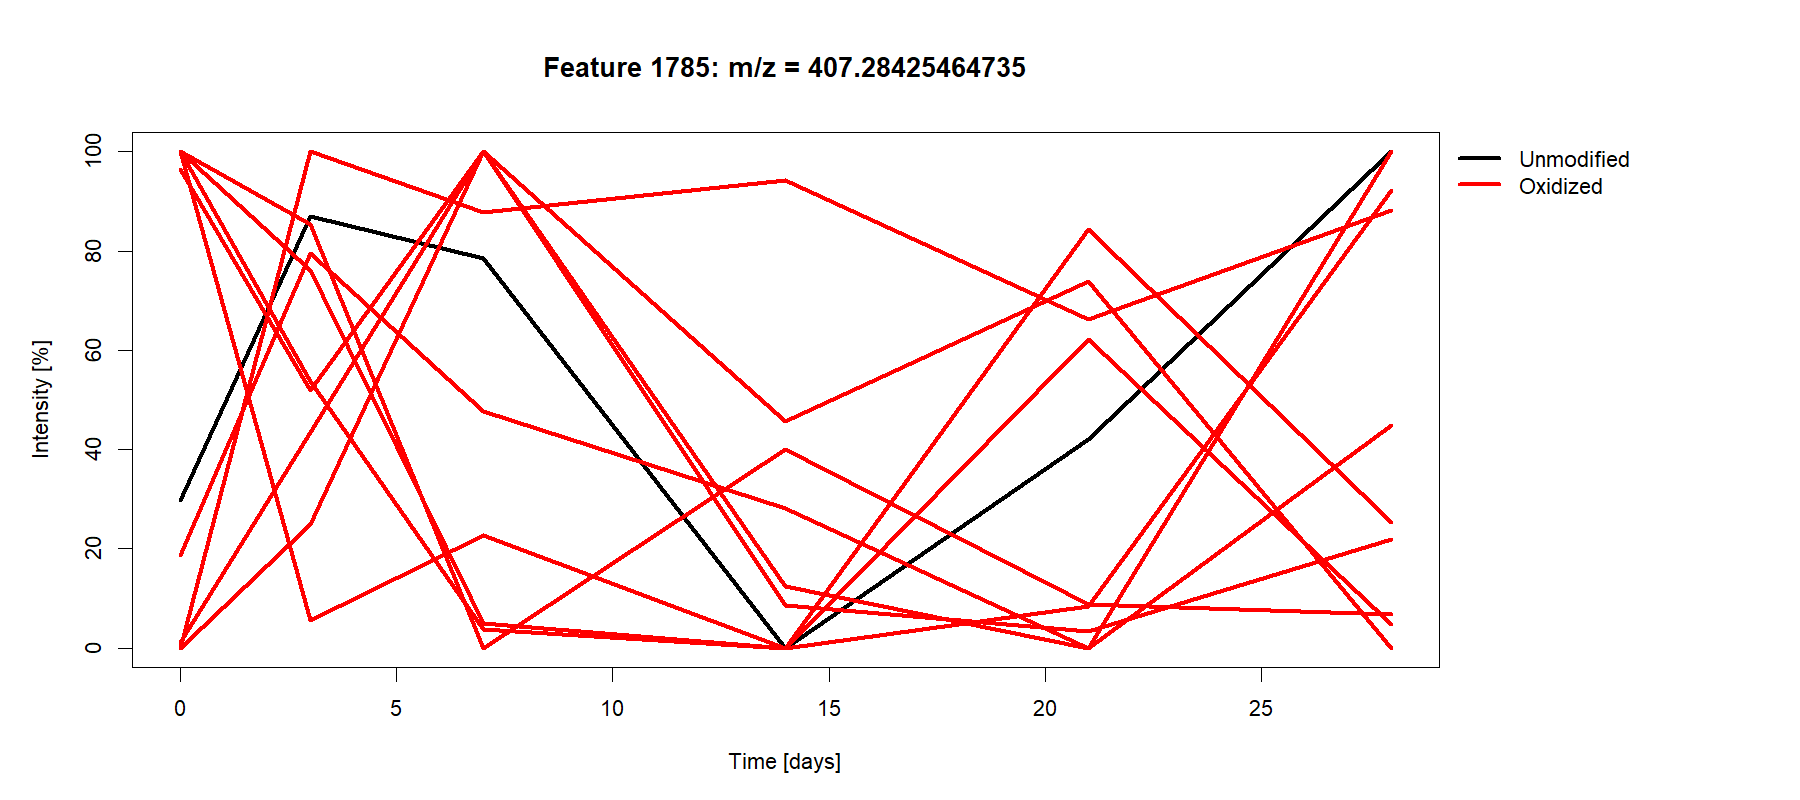 Feature 1785: m/z = 407.28425464735
Unmodified
Oxidized
Intensity [%]
100
80
60
40
20
0
0 5 10 15 20 25
Time [days]